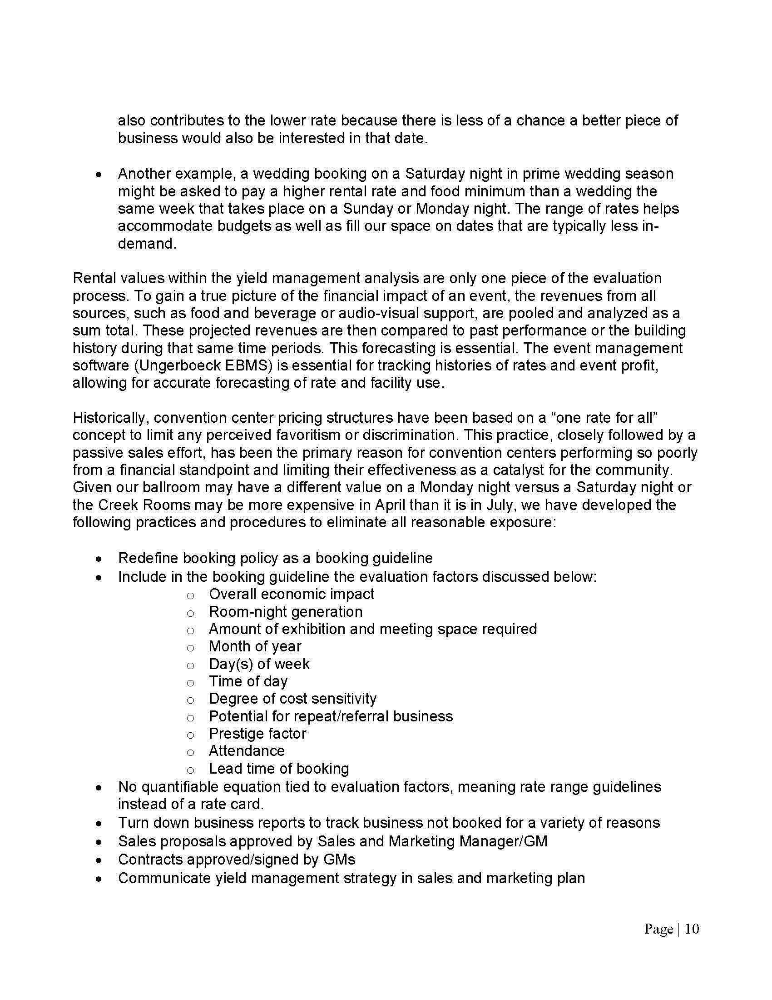 also contributes to the lower rate because there is less of a chance a better piece of
business would also be interested in that date.
• Another example, a wedding booking on a Saturday night in prime wedding season
might be asked to pay a higher rental rate and food minimum than a wedding the
same week that takes place on a Sunday or Monday night. The range of rates helps
accommodate budgets as well as fill our space on dates that are typically less in-
demand.
Rental values within the yield management analysis are only one piece of the evaluation
process. To gain a true picture of the financial impact of an event, the revenues from all
sources, such as food and beverage or audio-visual support, are pooled and analyzed as a
sum total. These projected revenues are then compared to past performance or the building
history during that same time periods. This forecasting is essential. The event management
software (Ungerboeck EBMS) is essential for tracking histories of rates and event profit,
allowing for accurate forecasting of rate and facility use.
Historically, convention center pricing structures have been based on a “one rate for all”
concept to limit any perceived favoritism or discrimination. This practice, closely followed by a
passive sales effort, has been the primary reason for convention centers performing so poorly
from a financial standpoint and limiting their effectiveness as a catalyst for the community.
Given our ballroom may have a different value on a Monday night versus a Saturday night or
the Creek Rooms may be more expensive in April than it is in July, we have developed the
following practices and procedures to eliminate all reasonable exposure:
• Redefine booking policy as a booking guideline
• Include in the booking guideline the evaluation factors discussed below:
o Overall economic impact
o Room-night generation
o Amount of exhibition and meeting space required
o Month of year
o Day(s) of week
o Time of day
o Degree of cost sensitivity
o Potential for repeat/referral business
o Prestige factor
o Attendance
o Lead time of booking
• No quantifiable equation tied to evaluation factors, meaning rate range guidelines
instead of a rate card.
• Turn down business reports to track business not booked for a variety of reasons
• Sales proposals approved by Sales and Marketing Manager/GM
• Contracts approved/signed by GMs
• Communicate yield management strategy in sales and marketing plan
Page | 10